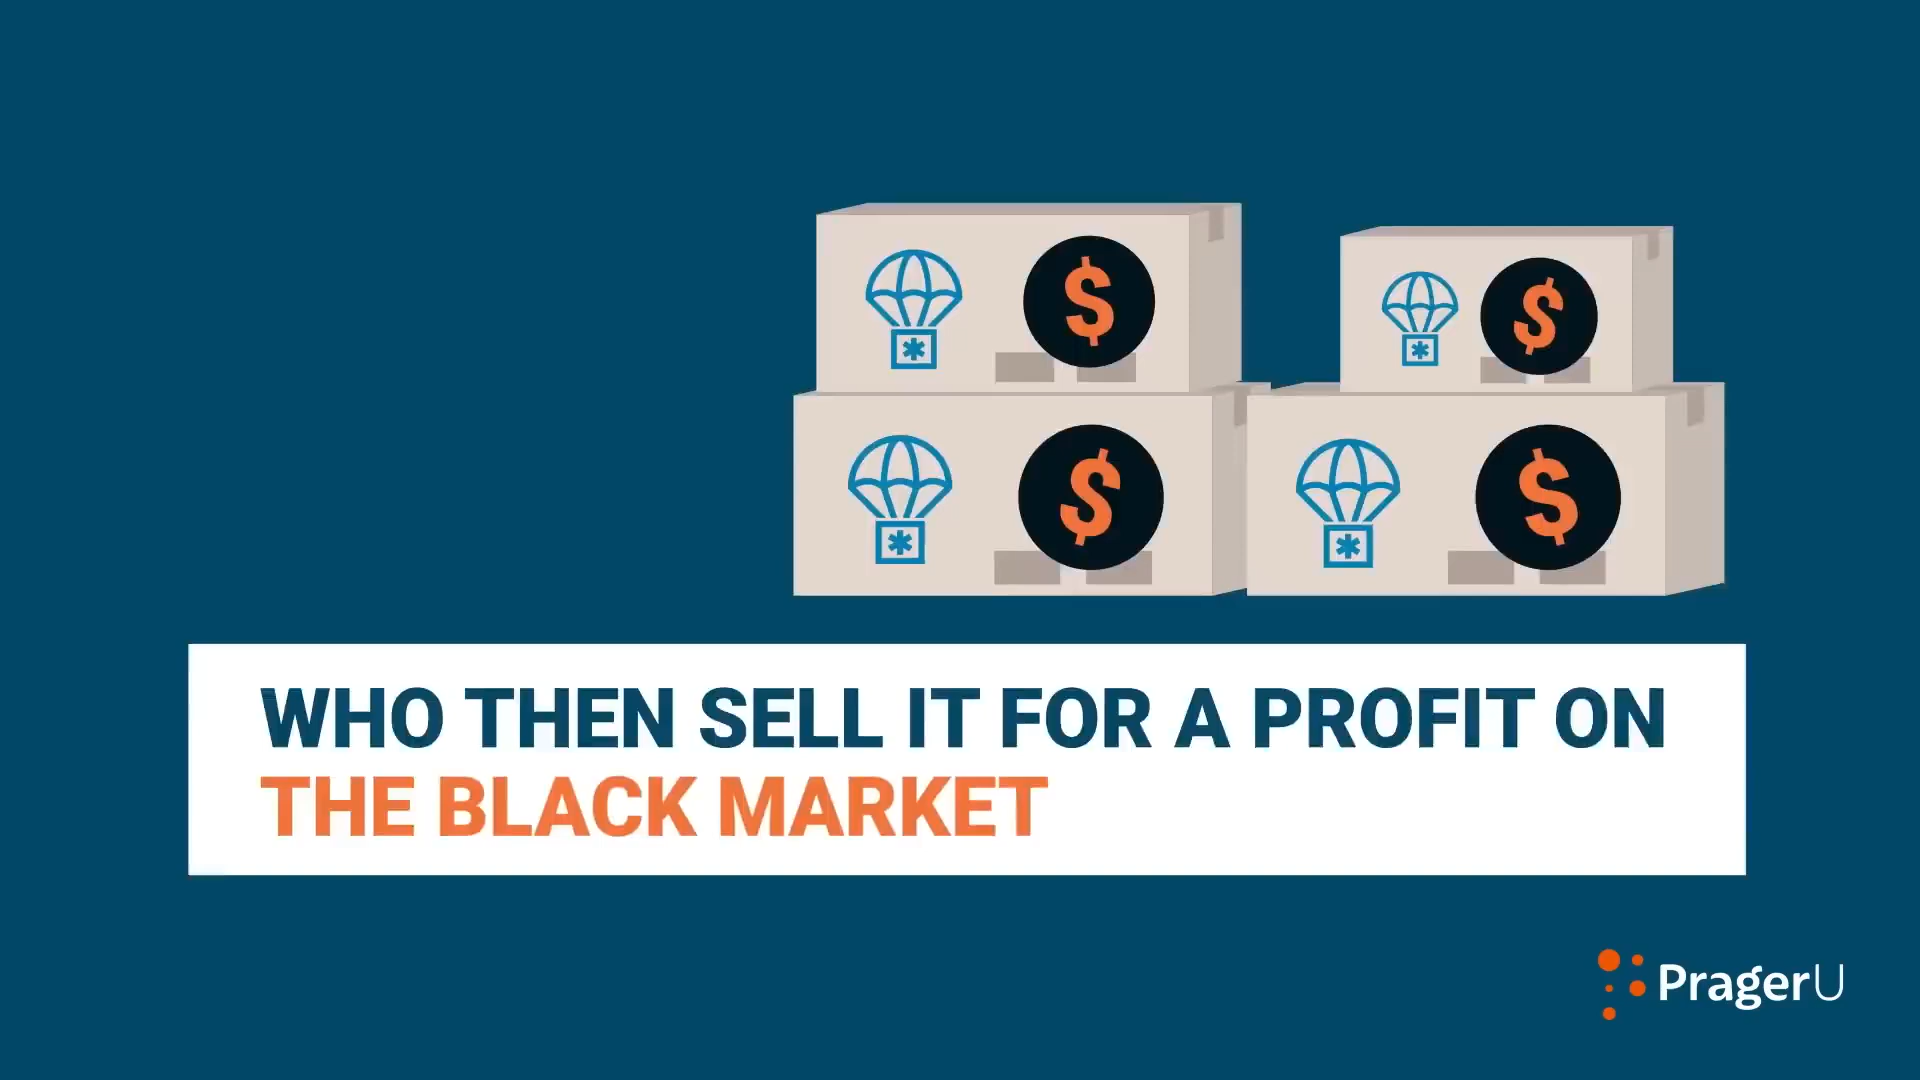 $
$
$
$
WHO THEN SELL IT FOR A PROFIT ON
THE BLACK MARKET
PragerU